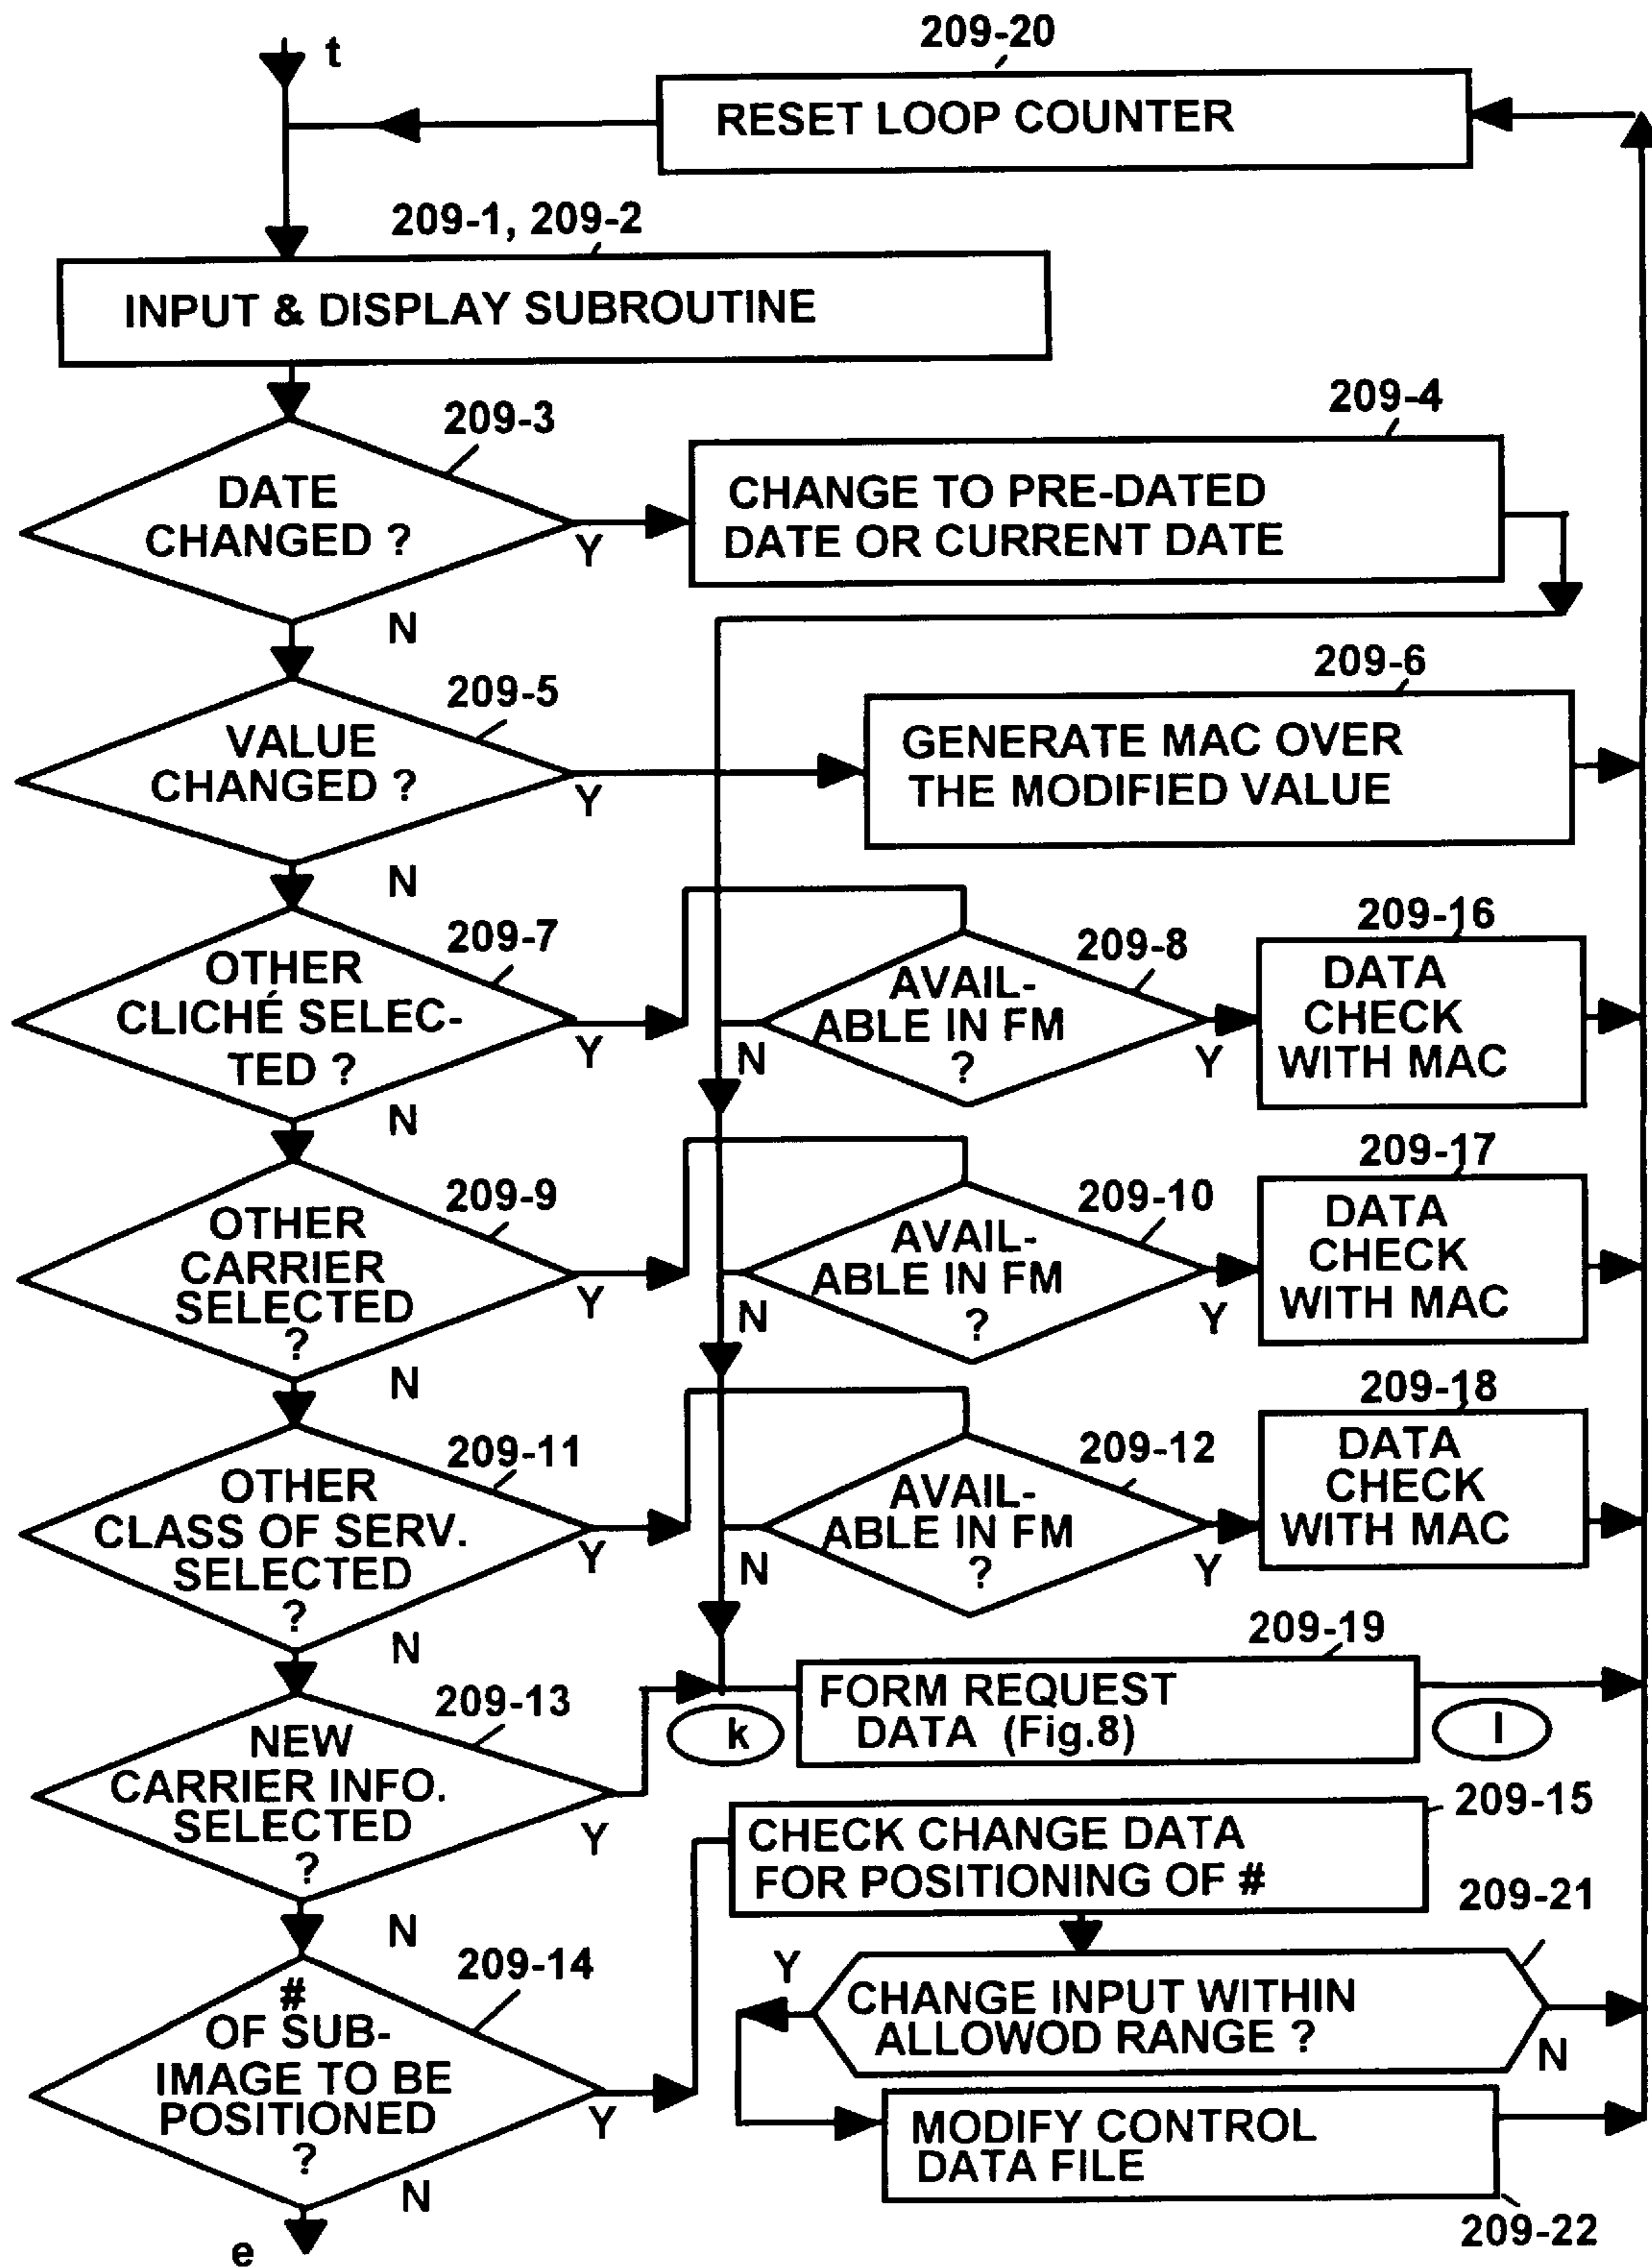 t
209-20
RESET LOOP COUNTER
209-1, 209-2
INPUT & DISPLAY SUBROUTINE
209-3
DATE
CHANGED ?
Y
N
209-4
CHANGE TO PRE-DATED
DATE OR CURRENT DATE
209-5
VALUE
CHANGED ?
Y
N
209-6
GENERATE MAC OVER
THE MODIFIED VALUE
209-7
OTHER
CLICHÉ SELEC-
TED ?
Y
N
209-8
AVAIL-
ABLE IN FM
?
N
Y
209-16
DATA
CHECK
WITH MAC
209-9
OTHER
CARRIER
SELECTED
?
Y
N
209-10
AVAIL-
ABLE IN FM
?
N
Y
209-17
DATA
CHECK
WITH MAC
209-11
OTHER
CLASS OF SERV.
SELECTED
?
Y
N
209-12
AVAIL-
ABLE IN FM
?
N
Y
209-18
DATA
CHECK
WITH MAC
209-13
NEW
CARRIER INFO.
SELECTED
?
Y
N
k
209-19
FORM REQUEST
DATA (Fig.8)
l
209-14
#
OF SUB-
IMAGE TO BE
POSITIONED
?
Y
N
209-15
CHECK CHANGE DATA
FOR POSITIONING OF #
209-21
Y
CHANGE INPUT WITHIN
ALLOWOD RANGE ?
N
MODIFY CONTROL
DATA FILE
209-22
e